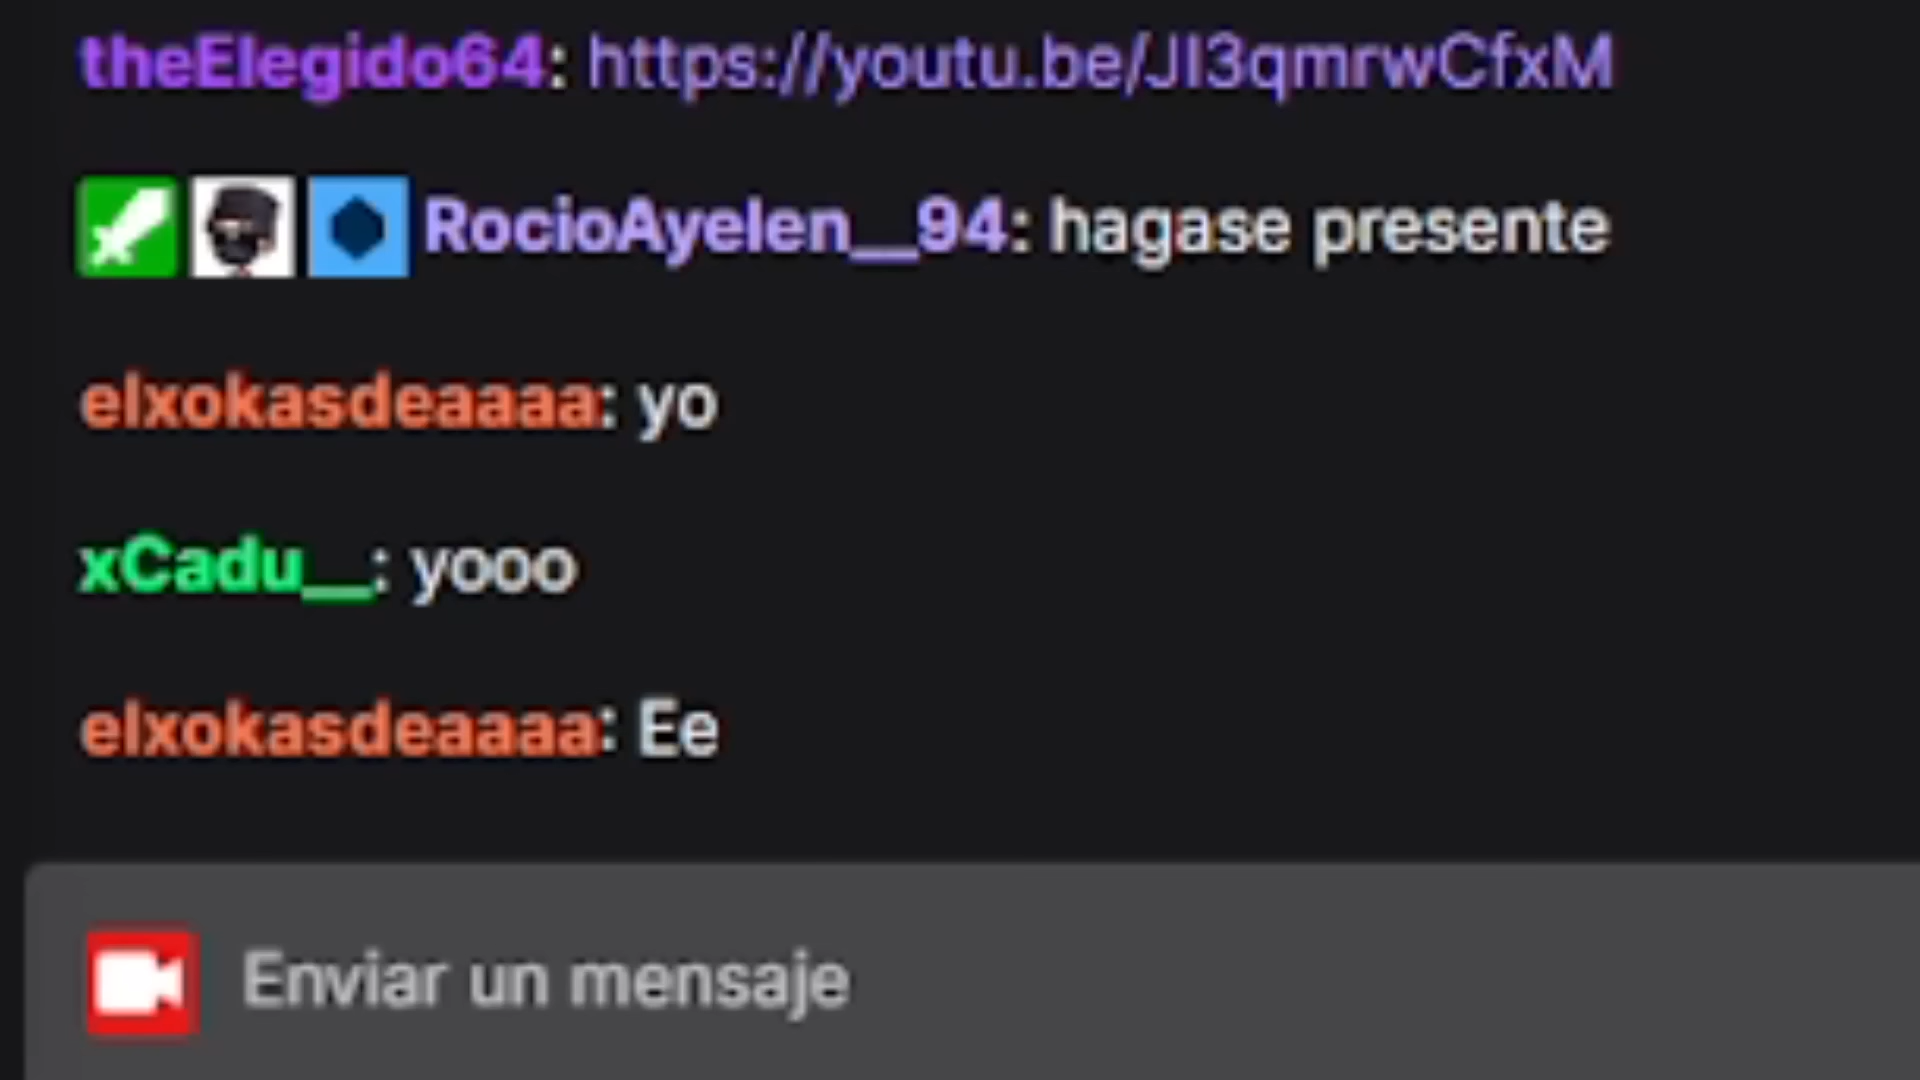 theElegido64: https://youtu.be/JI3qmrwCfxM
RocioAyelen__94: hagase presente
elxokasdeaaaa: yo
xCadu__: yooo
elxokasdeaaaa: Ee
Enviar un mensaje